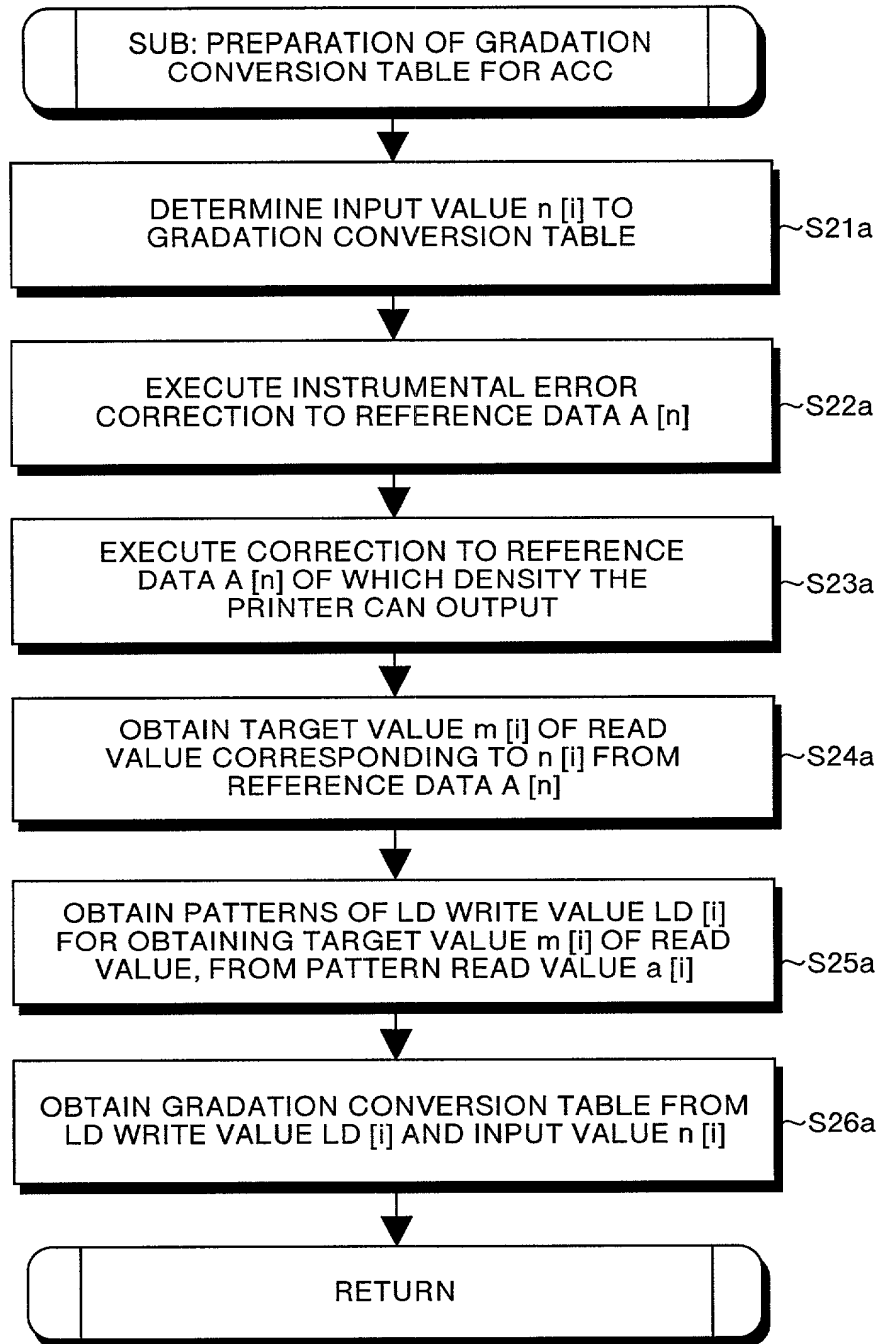 SUB: PREPARATION OF GRADATION
CONVERSION TABLE FOR ACC
DETERMINE INPUT VALUE n [i] TO
GRADATION CONVERSION TABLE
~S21a
EXECUTE INSTRUMENTAL ERROR
CORRECTION TO REFERENCE DATA A [n]
~S22a
EXECUTE CORRECTION TO REFERENCE
DATA A [n] OF WHICH DENSITY THE
PRINTER CAN OUTPUT
~S23a
OBTAIN TARGET VALUE m [i] OF READ
VALUE CORRESPONDING TO n [i] FROM
REFERENCE DATA A [n]
~S24a
OBTAIN PATTERNS OF LD WRITE VALUE LD [i]
FOR OBTAINING TARGET VALUE m [i] OF READ
VALUE, FROM PATTERN READ VALUE a [i]
~S25a
OBTAIN GRADATION CONVERSION TABLE FROM
LD WRITE VALUE LD [i] AND INPUT VALUE n [i]
~S26a
RETURN